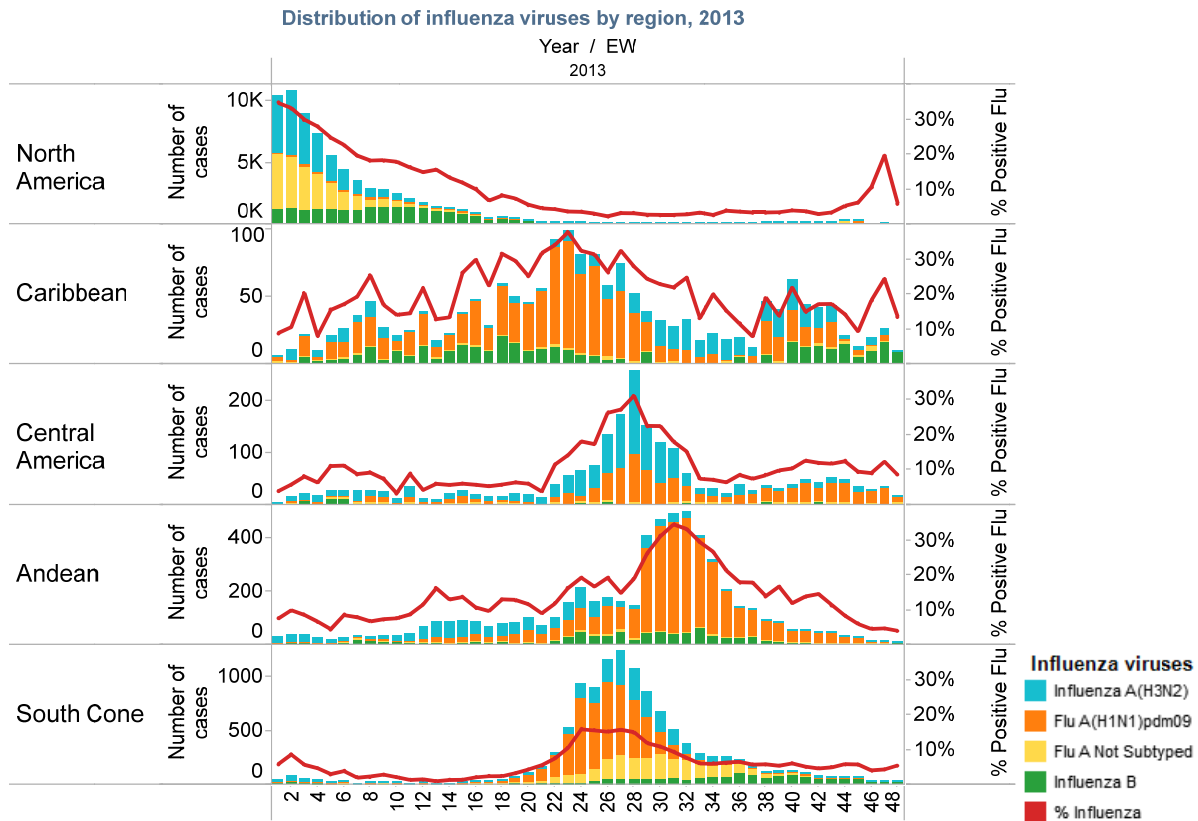 Distribution of influenza viruses by region, 2013
Year / EW
2013
North
America
Number of
cases
10K
5K
0K
30%
20%
10%
% Positive Flu
Caribbean
Number of
cases
100
50
0
30%
20%
10%
% Positive Flu
Central
America
Number of
cases
200
100
0
30%
20%
10%
% Positive Flu
Andean
Number of
cases
400
200
0
30%
20%
10%
% Positive Flu
South Cone
Number of
cases
1000
500
0
30%
20%
10%
% Positive Flu
2 4 6 8 10 12 14 16 18 20 22 24 26 28 30 32 34 36 38 40 42 44 46 48
Influenza viruses
Influenza A(H3N2)
Flu A(H1N1)pdm09
Flu A Not Subtyped
Influenza B
% Influenza